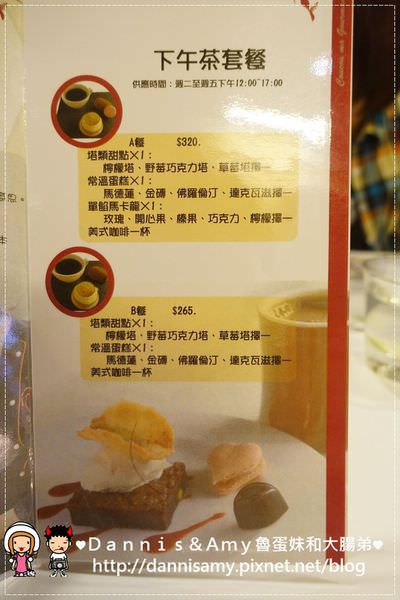 下午茶套餐
供應時間：週二至週五下午12:00~17:00
A餐 $320.
塔類甜點×1：
檸檬塔、野莓巧克力塔、草莓塔擇一
常溫蛋糕×1：
馬德蓮、金磚、佛羅倫汀、達克瓦滋擇一
單餡馬卡龍×1：
玫瑰、開心果、榛果、巧克力、檸檬擇一
美式咖啡一杯
B餐 $265.
塔類甜點×1：
檸檬塔、野莓巧克力塔、草莓塔擇一
常溫蛋糕×1：
馬德蓮、金磚、佛羅倫汀、達克瓦滋擇一
美式咖啡一杯
♥Dannis&Amy魯蛋妹和大腸弟♥
http://dannisamy.pixnet.net/blog